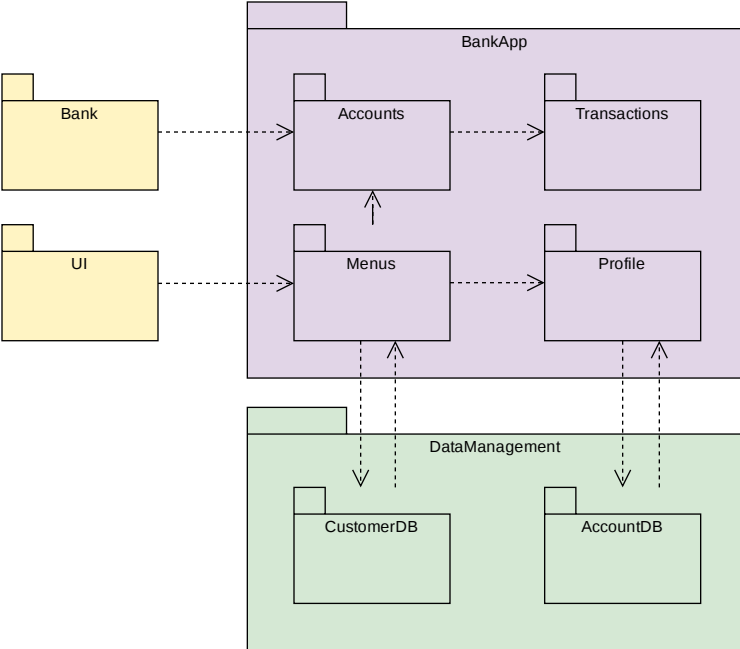 BankApp
Bank
Accounts
Transactions
UI
Menus
Profile
DataManagement
CustomerDB
AccountDB